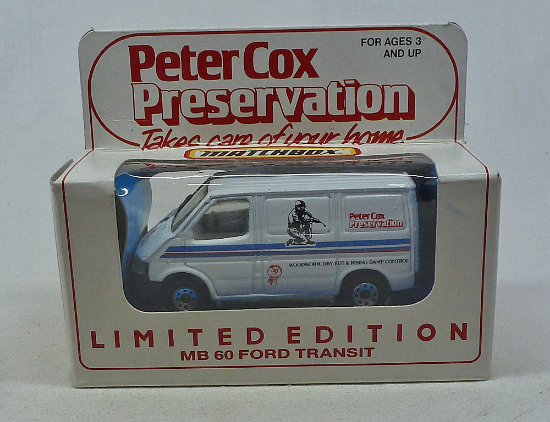 Peter Cox
Preservation
FOR AGES 3
AND UP
Takes care of your home
MATCHBOX
Peter Cox
Preservation
WOODWORM, DRY ROT & RISING DAMP CONTROL
LIMITED EDITION
MB 60 FORD TRANSIT